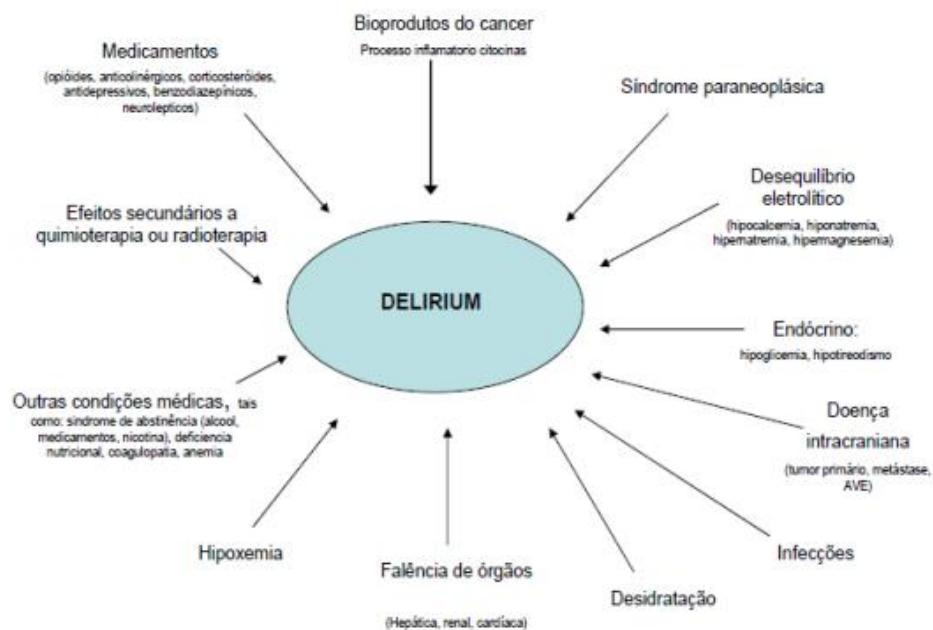 Bioprodutos do cancer
Processo inflamatorio citocinas
Medicamentos
(opióides, anticolinérgicos, corticosteróides,
antidepressivos, benzodiazepínicos,
neurolepticos)
Síndrome paraneoplásica
Desequilíbrio
eletrolítico
(hipocalcemia, hiponatremia,
hipernatremia, hipermagnesemia)
Efeitos secundários a
quimioterapia ou radioterapia
DELIRIUM
Endócrino:
hipoglicemia, hipotireodismo
Outras condições médicas, tais
como: sindrome de abstinência (alcool,
medicamentos, nicotina), deficiencia
nutricional, coagulopatia, anemia
Doença
intracraniana
(tumor primário, metástase,
AVE)
Hipoxemia
Falência de órgãos
(Hepática, renal, cardíaca)
Desidratação
Infecções